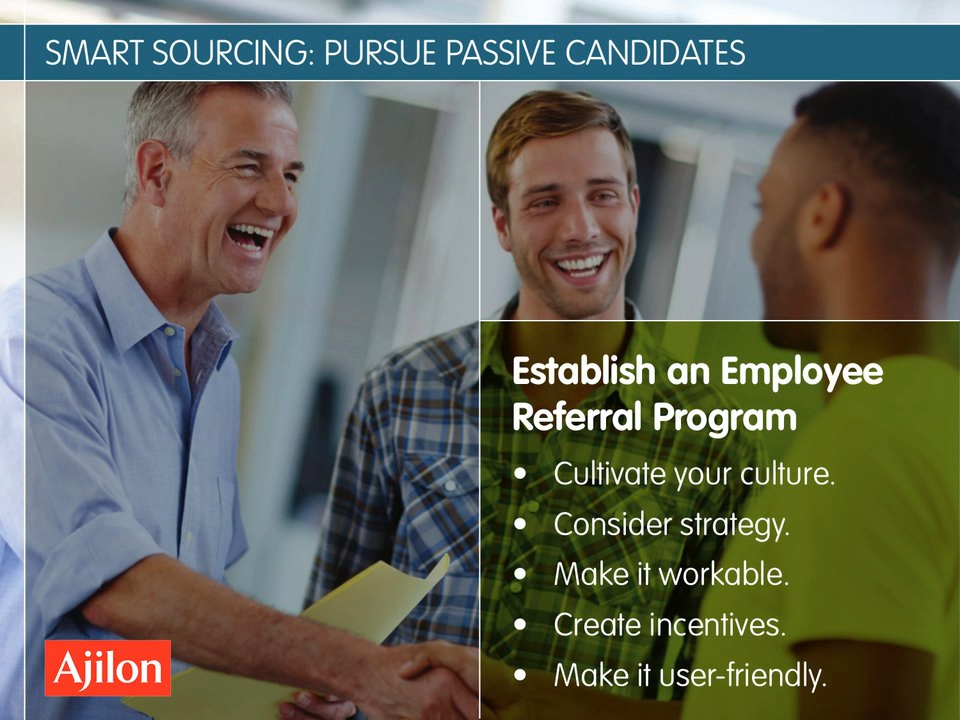 SMART SOURCING: PURSUE PASSIVE CANDIDATES
Establish an Employee
Referral Program
• Cultivate your culture.
• Consider strategy.
• Make it workable.
• Create incentives.
• Make it user-friendly.
Ajilon